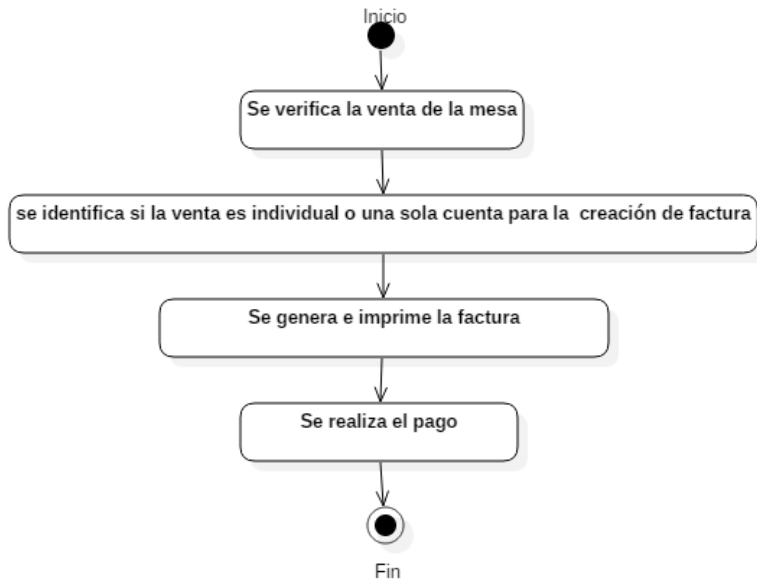 Inicio
Se verifica la venta de la mesa
se identifica si la venta es individual o una sola cuenta para la  creación de factura
Se genera e imprime la factura
Se realiza el pago
Fin